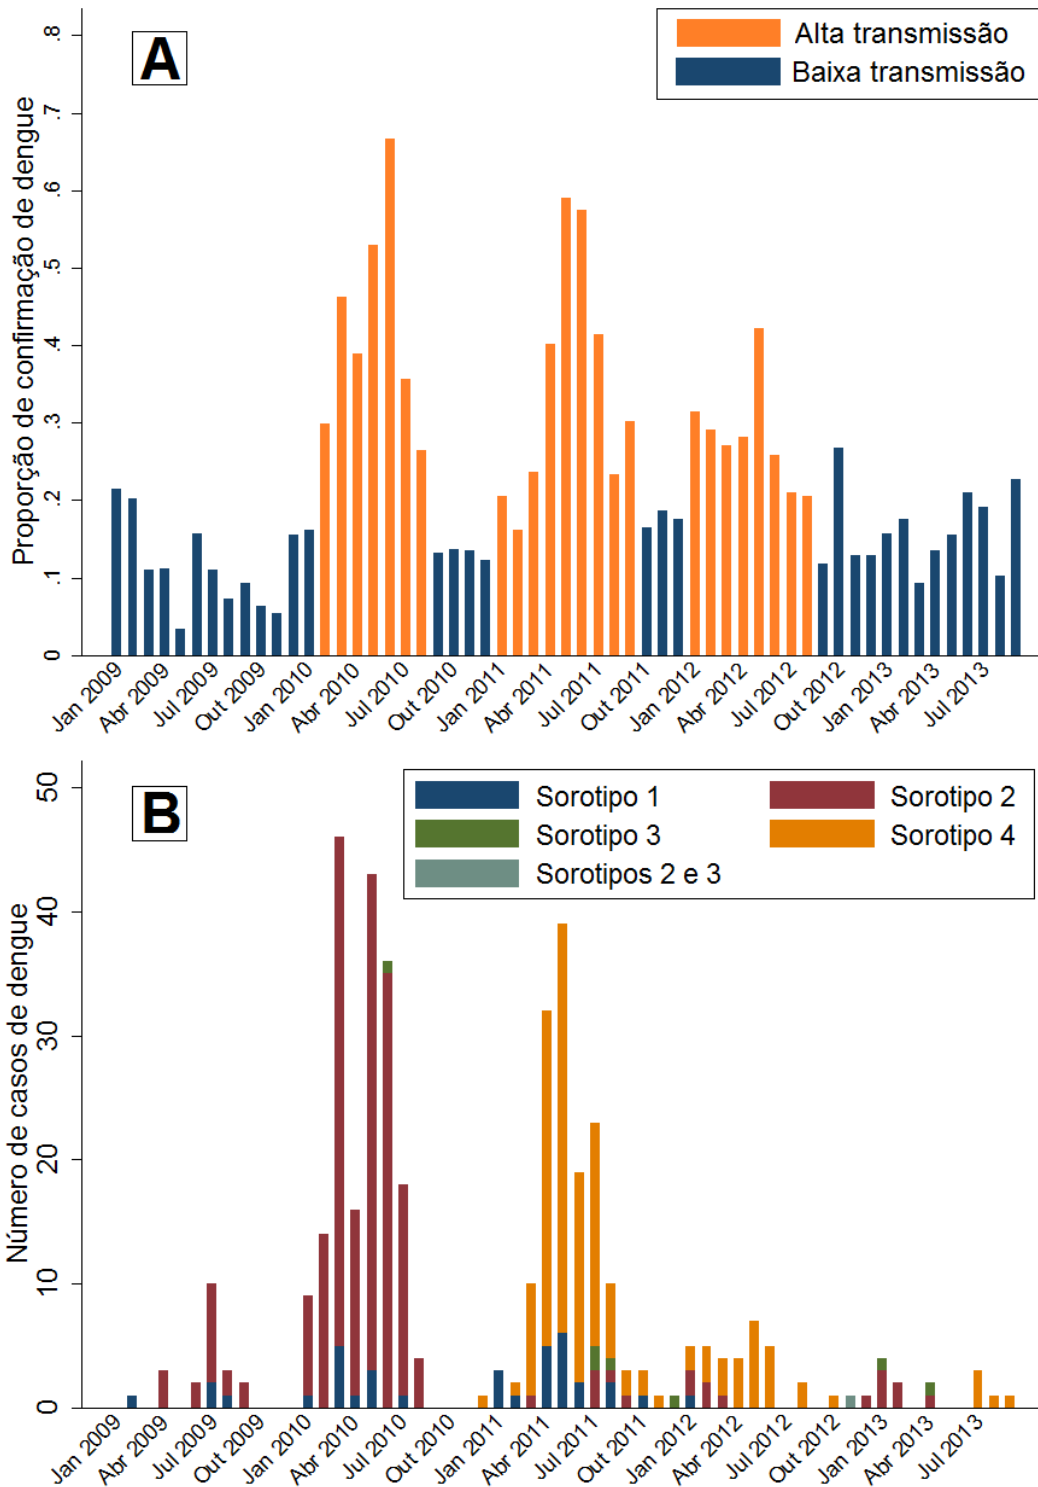 A
Alta transmissão
Baixa transmissão
Proporção de confirmação de dengue
.8
.7
.6
.5
.4
.3
.2
.1
0
Jan 2009
Abr 2009
Jul 2009
Out 2009
Jan 2010
Abr 2010
Jul 2010
Out 2010
Jan 2011
Abr 2011
Jul 2011
Out 2011
Jan 2012
Abr 2012
Jul 2012
Out 2012
Jan 2013
Abr 2013
Jul 2013
B
Sorotipo 1
Sorotipo 2
Sorotipo 3
Sorotipo 4
Sorotipos 2 e 3
Número de casos de dengue
50
40
30
20
10
0
Jan 2009
Abr 2009
Jul 2009
Out 2009
Jan 2010
Abr 2010
Jul 2010
Out 2010
Jan 2011
Abr 2011
Jul 2011
Out 2011
Jan 2012
Abr 2012
Jul 2012
Out 2012
Jan 2013
Abr 2013
Jul 2013